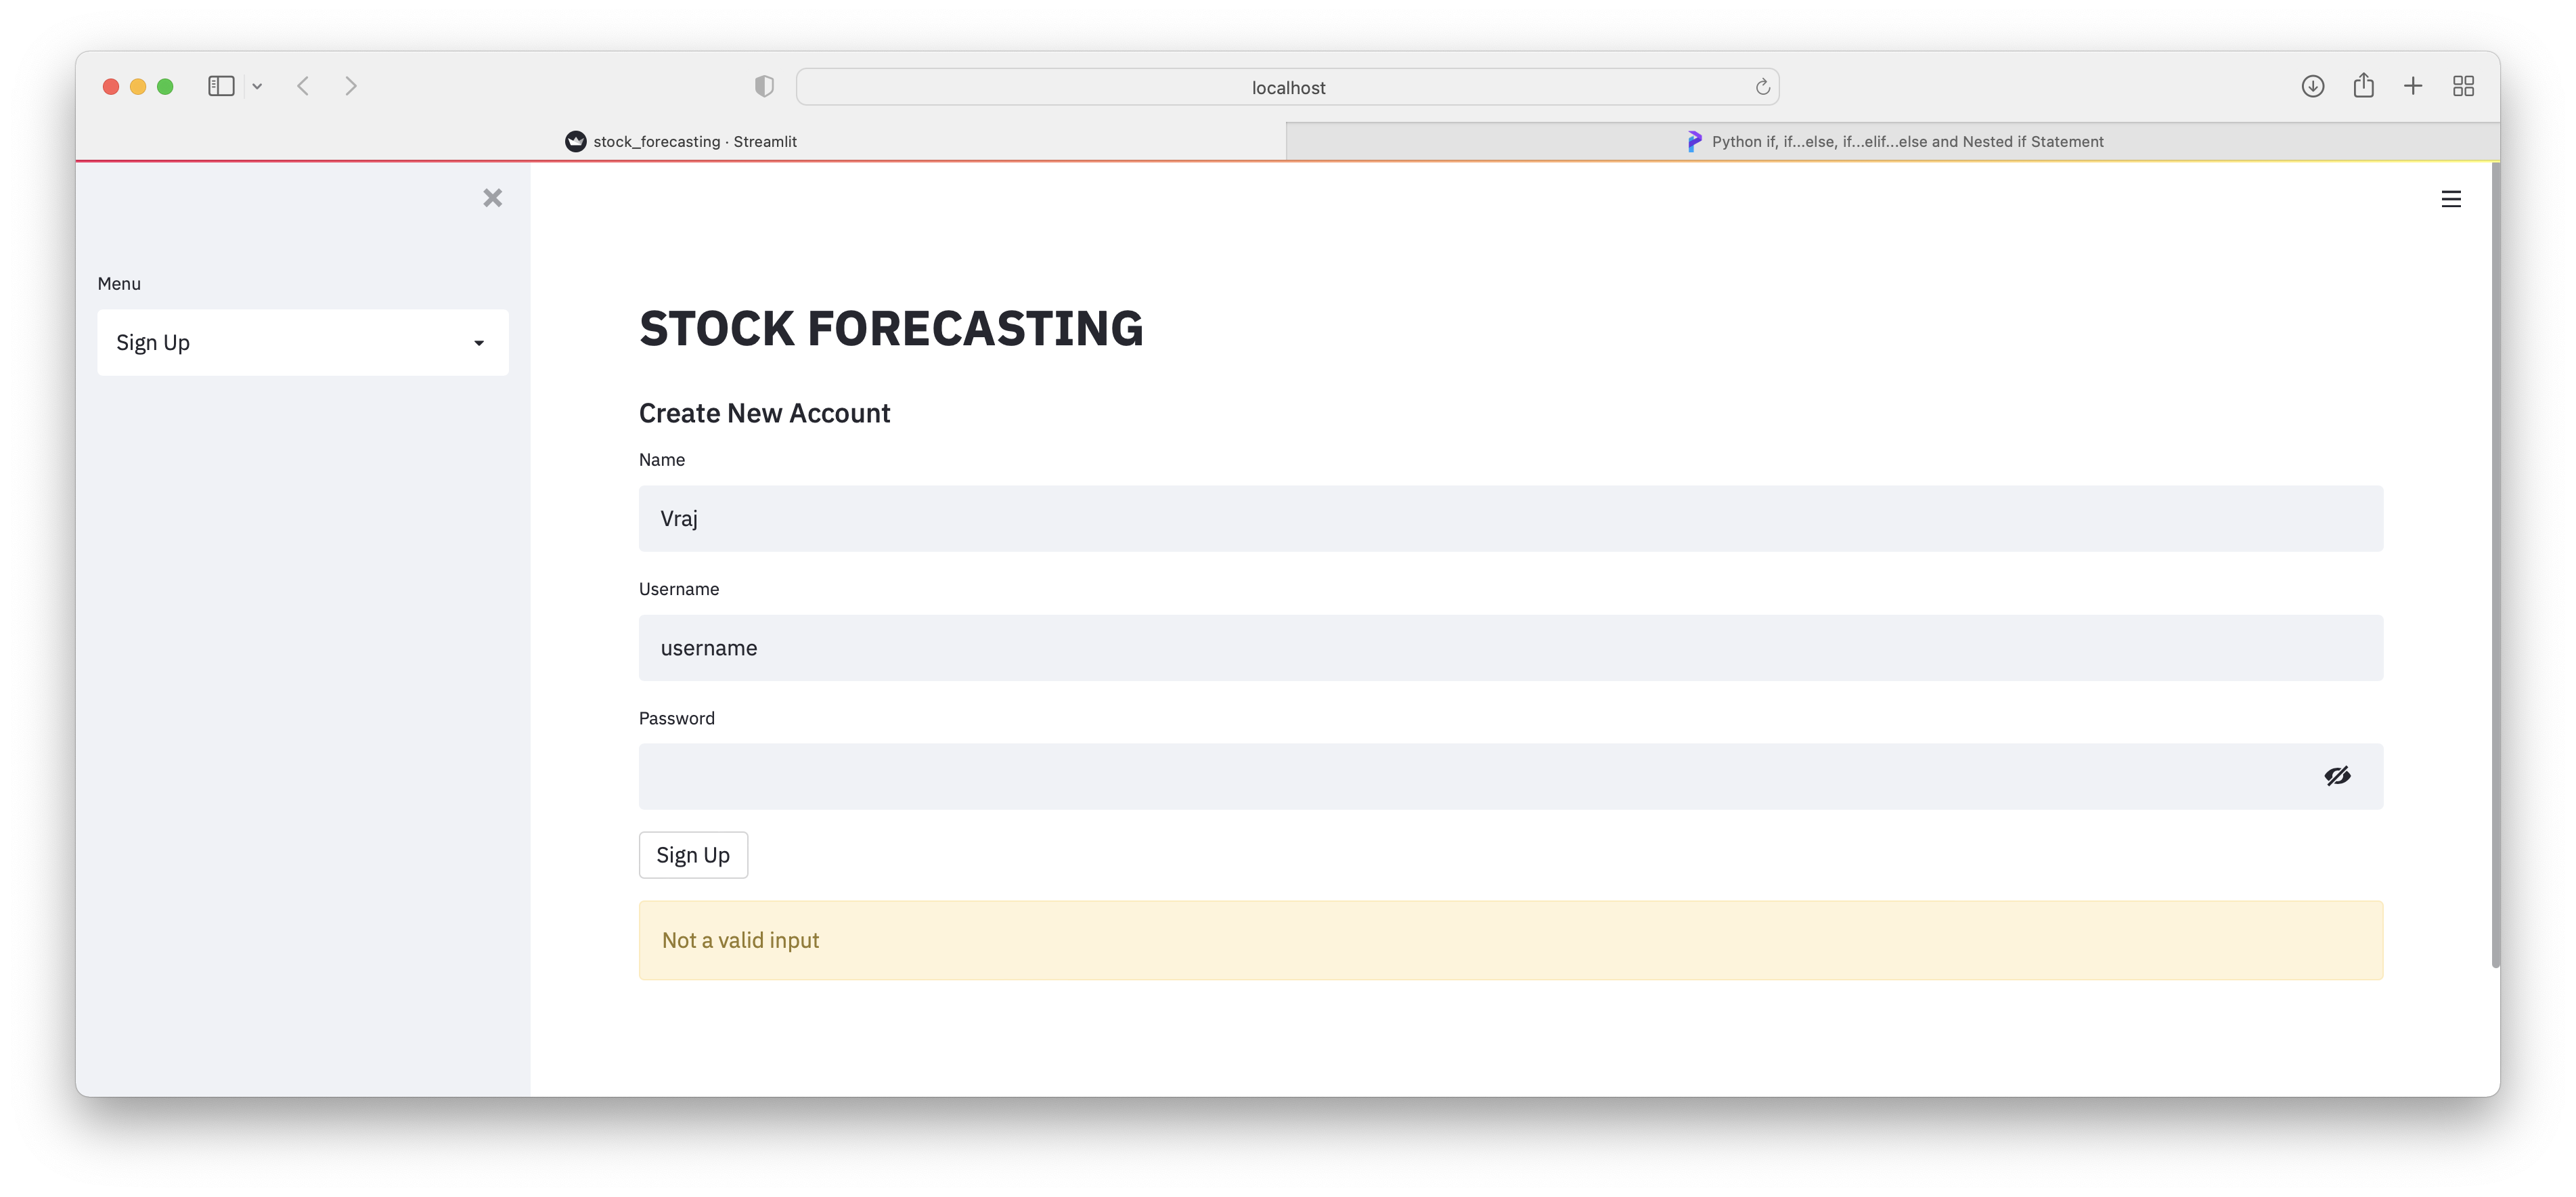 localhost
stock_forecasting · Streamlit
Python if, if...else, if...elif...else and Nested if Statement
Menu
Sign Up
STOCK FORECASTING
Create New Account
Name
Vraj
Username
username
Password
Sign Up
Not a valid input